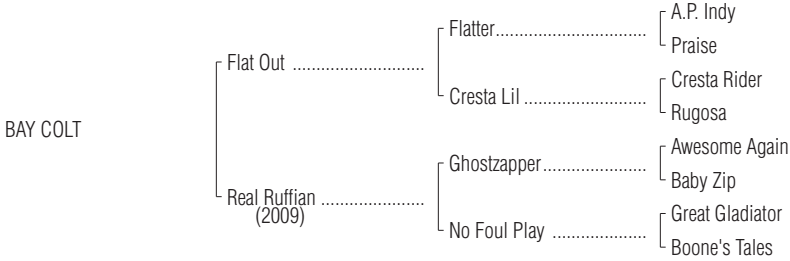 A.P. Indy
Flatter................................
Praise
Flat Out ............................
Cresta Rider
Cresta Lil ..........................
Rugosa
BAY COLT
Awesome Again
Ghostzapper......................
Baby Zip
Real Ruffian ......................
(2009)
Great Gladiator
No Foul Play ....................
Boone's Tales